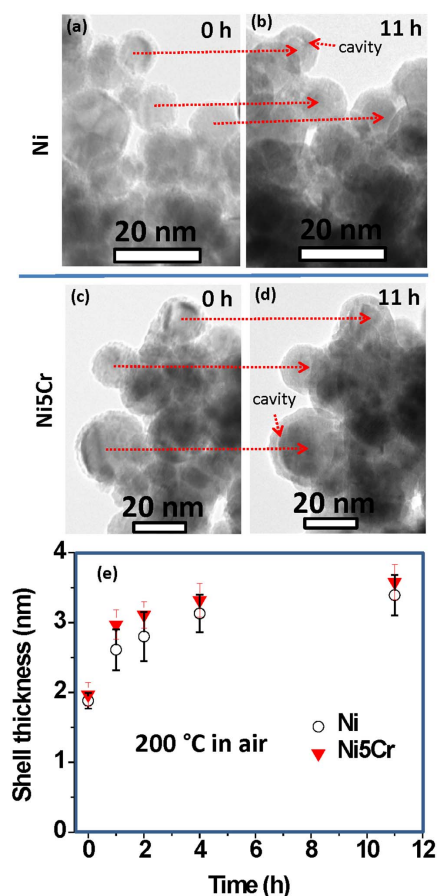 (a)
0 h
(b)
11 h
cavity
Ni
20 nm
20 nm
(c)
0 h
(d)
11 h
cavity
Ni5Cr
20 nm
20 nm
(e)
4
3
2
1
0
Shell thickness (nm)
200 °C in air
Ni
Ni5Cr
0 2 4 6 8 10 12
Time (h)